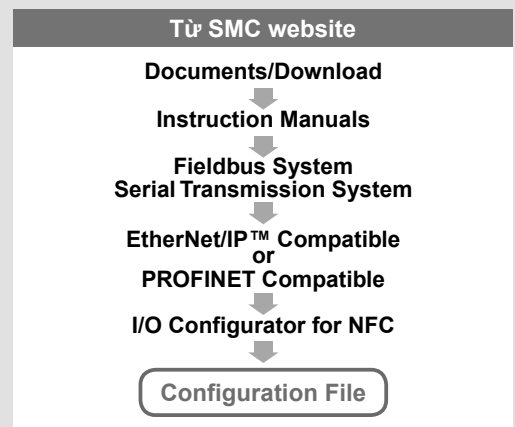 Từ SMC website
Documents/Download
Instruction Manuals
Fieldbus System
Serial Transmission System
EtherNet/IP™ Compatible
or
PROFINET Compatible
I/O Configurator for NFC
Configuration File